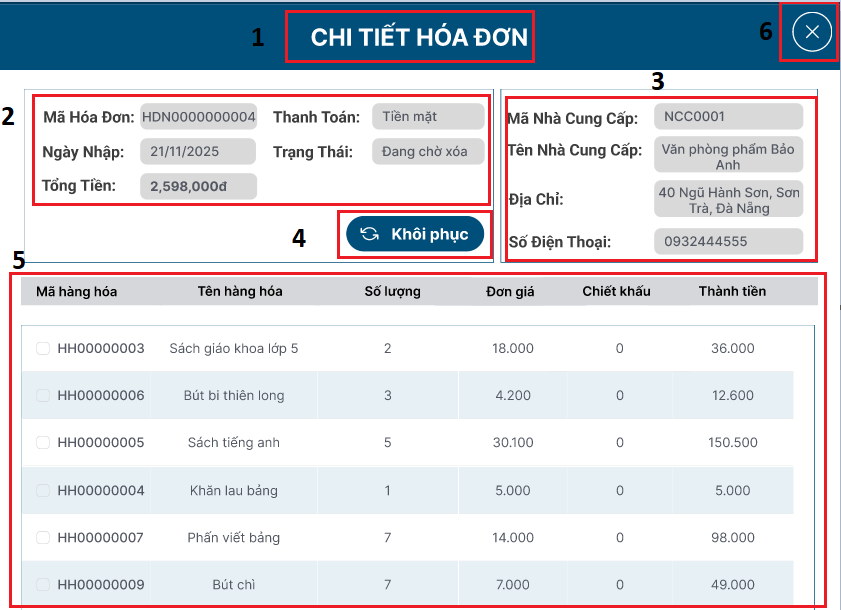 1 CHI TIẾT HÓA ĐƠN 6
2
3
Mã Hóa Đơn: HDN0000000004 Thanh Toán: Tiền mặt
Ngày Nhập: 21/11/2025 Trạng Thái: Đang chờ xóa
Tổng Tiền: 2,598,000đ
4 Khôi phục
Mã Nhà Cung Cấp: NCC0001
Tên Nhà Cung Cấp: Văn phòng phẩm Bảo
Anh
Địa Chỉ: 40 Ngũ Hành Sơn, Sơn
Trà, Đà Nẵng
Số Điện Thoại: 0932444555
5
Mã hàng hóa Tên hàng hóa Số lượng Đơn giá Chiết khấu Thành tiền
HH00000003 Sách giáo khoa lớp 5 2 18.000 0 36.000
HH00000006 Bút bi thiên long 3 4.200 0 12.600
HH00000005 Sách tiếng anh 5 30.100 0 150.500
HH00000004 Khăn lau bảng 1 5.000 0 5.000
HH00000007 Phấn viết bảng 7 14.000 0 98.000
HH00000009 Bút chì 7 7.000 0 49.000